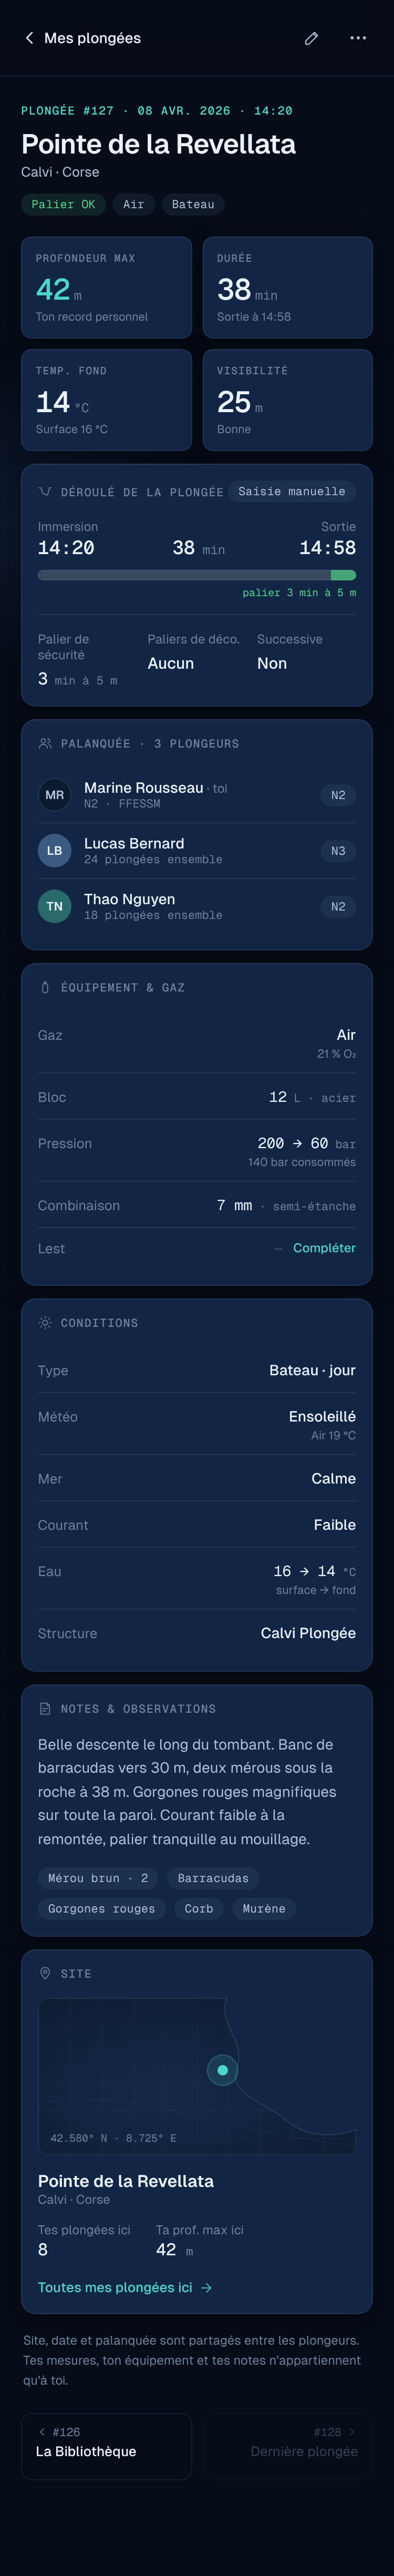 Mes plongées
PLONGÉE #127 · 08 AVR. 2026 · 14:20
Pointe de la Revellata
Calvi · Corse
Palier OK
Air
Bateau
PROFONDEUR MAX
42 m
Ton record personnel
DURÉE
38 min
Sortie à 14:58
TEMP. FOND
14 °C
Surface 16 °C
VISIBILITÉ
25 m
Bonne
DÉROULÉ DE LA PLONGÉE
Saisie manuelle
Immersion
14:20
38 min
Sortie
14:58
palier 3 min à 5 m
Palier de
sécurité
3 min à 5 m
Paliers de déco.
Aucun
Successive
Non
PALANQUÉE · 3 PLONGEURS
MR
Marine Rousseau · toi
N2 · FFESSM
N2
LB
Lucas Bernard
24 plongées ensemble
N3
TN
Thao Nguyen
18 plongées ensemble
N2
ÉQUIPEMENT & GAZ
Gaz
Air
21 % O₂
Bloc
12 L · acier
Pression
200 → 60 bar
140 bar consommés
Combinaison
7 mm · semi-étanche
Lest
— Compléter
CONDITIONS
Type
Bateau · jour
Météo
Ensoleillé
Air 19 °C
Mer
Calme
Courant
Faible
Eau
16 → 14 °C
surface → fond
Structure
Calvi Plongée
NOTES & OBSERVATIONS
Belle descente le long du tombant. Banc de
barracudas vers 30 m, deux mérous sous la
roche à 38 m. Gorgones rouges magnifiques
sur toute la paroi. Courant faible à la
remontée, palier tranquille au mouillage.
Mérou brun · 2
Barracudas
Gorgones rouges
Corb
Murène
SITE
42.580° N · 8.725° E
Pointe de la Revellata
Calvi · Corse
Tes plongées ici
8
Ta prof. max ici
42 m
Toutes mes plongées ici →
Site, date et palanquée sont partagés entre les plongeurs.
Tes mesures, ton équipement et tes notes n'appartiennent
qu'à toi.
#126
La Bibliothèque
#128
Dernière plongée